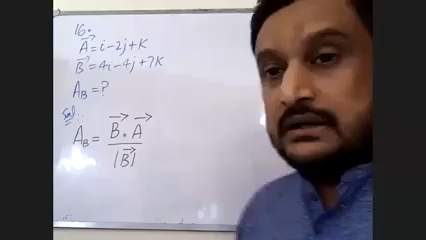 16.
A⃗ = i - 2j + k
B⃗ = 4i - 4j + 7k
A_B = ?
Sol.
A_B = B⃗ . A⃗ / |B⃗|